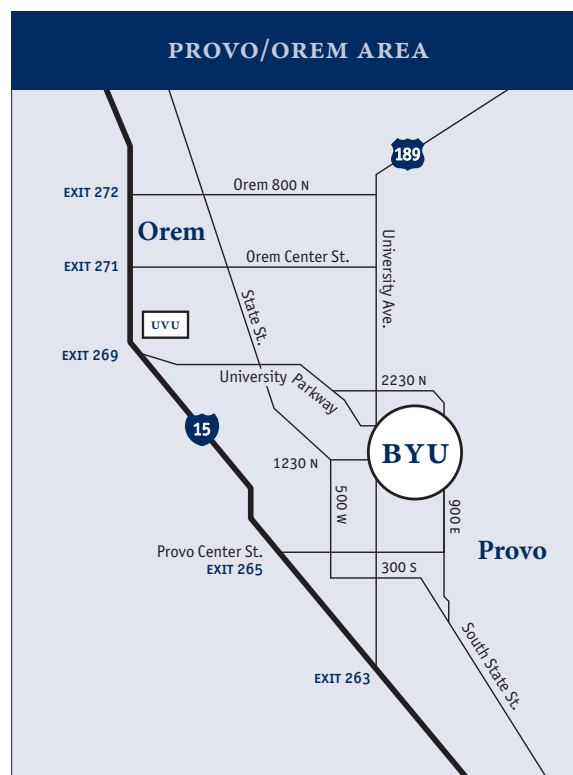 PROVO/OREM AREA
189
Orem 800 N
EXIT 272
Orem
University Ave.
Orem Center St.
EXIT 271
State St.
UVU
EXIT 269
University Parkway
2230 N
15
BYU
1230 N
500 W
900 E
Provo
Provo Center St.
EXIT 265
300 S
South State St.
EXIT 263